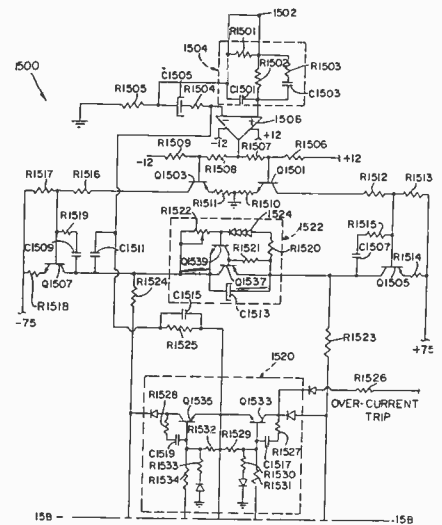 1502
1504
R1501
1500
R1502
R1503
C1505
R1505
R1504
C1501
C1503
1506
-12
+12
R1509
R1507
R1506
-12
R1508
+12
R1517
R1516
Q1503
Q1501
R1512
R1513
R1511
R1510
R1522
1524
1522
R1519
R1515
C1509
C1511
R1520
R1521
C1507
Q1539
R1514
Q1507
Q1537
Q1505
R1518
R1524
C1513
-75
C1515
+75
R1523
R1525
1520
R1528
Q1535
Q1533
R1526
OVER-CURRENT
TRIP
R1532
R1529
C1519
R1527
R1533
C1517
R1534
R1530
R1531
15B
15B